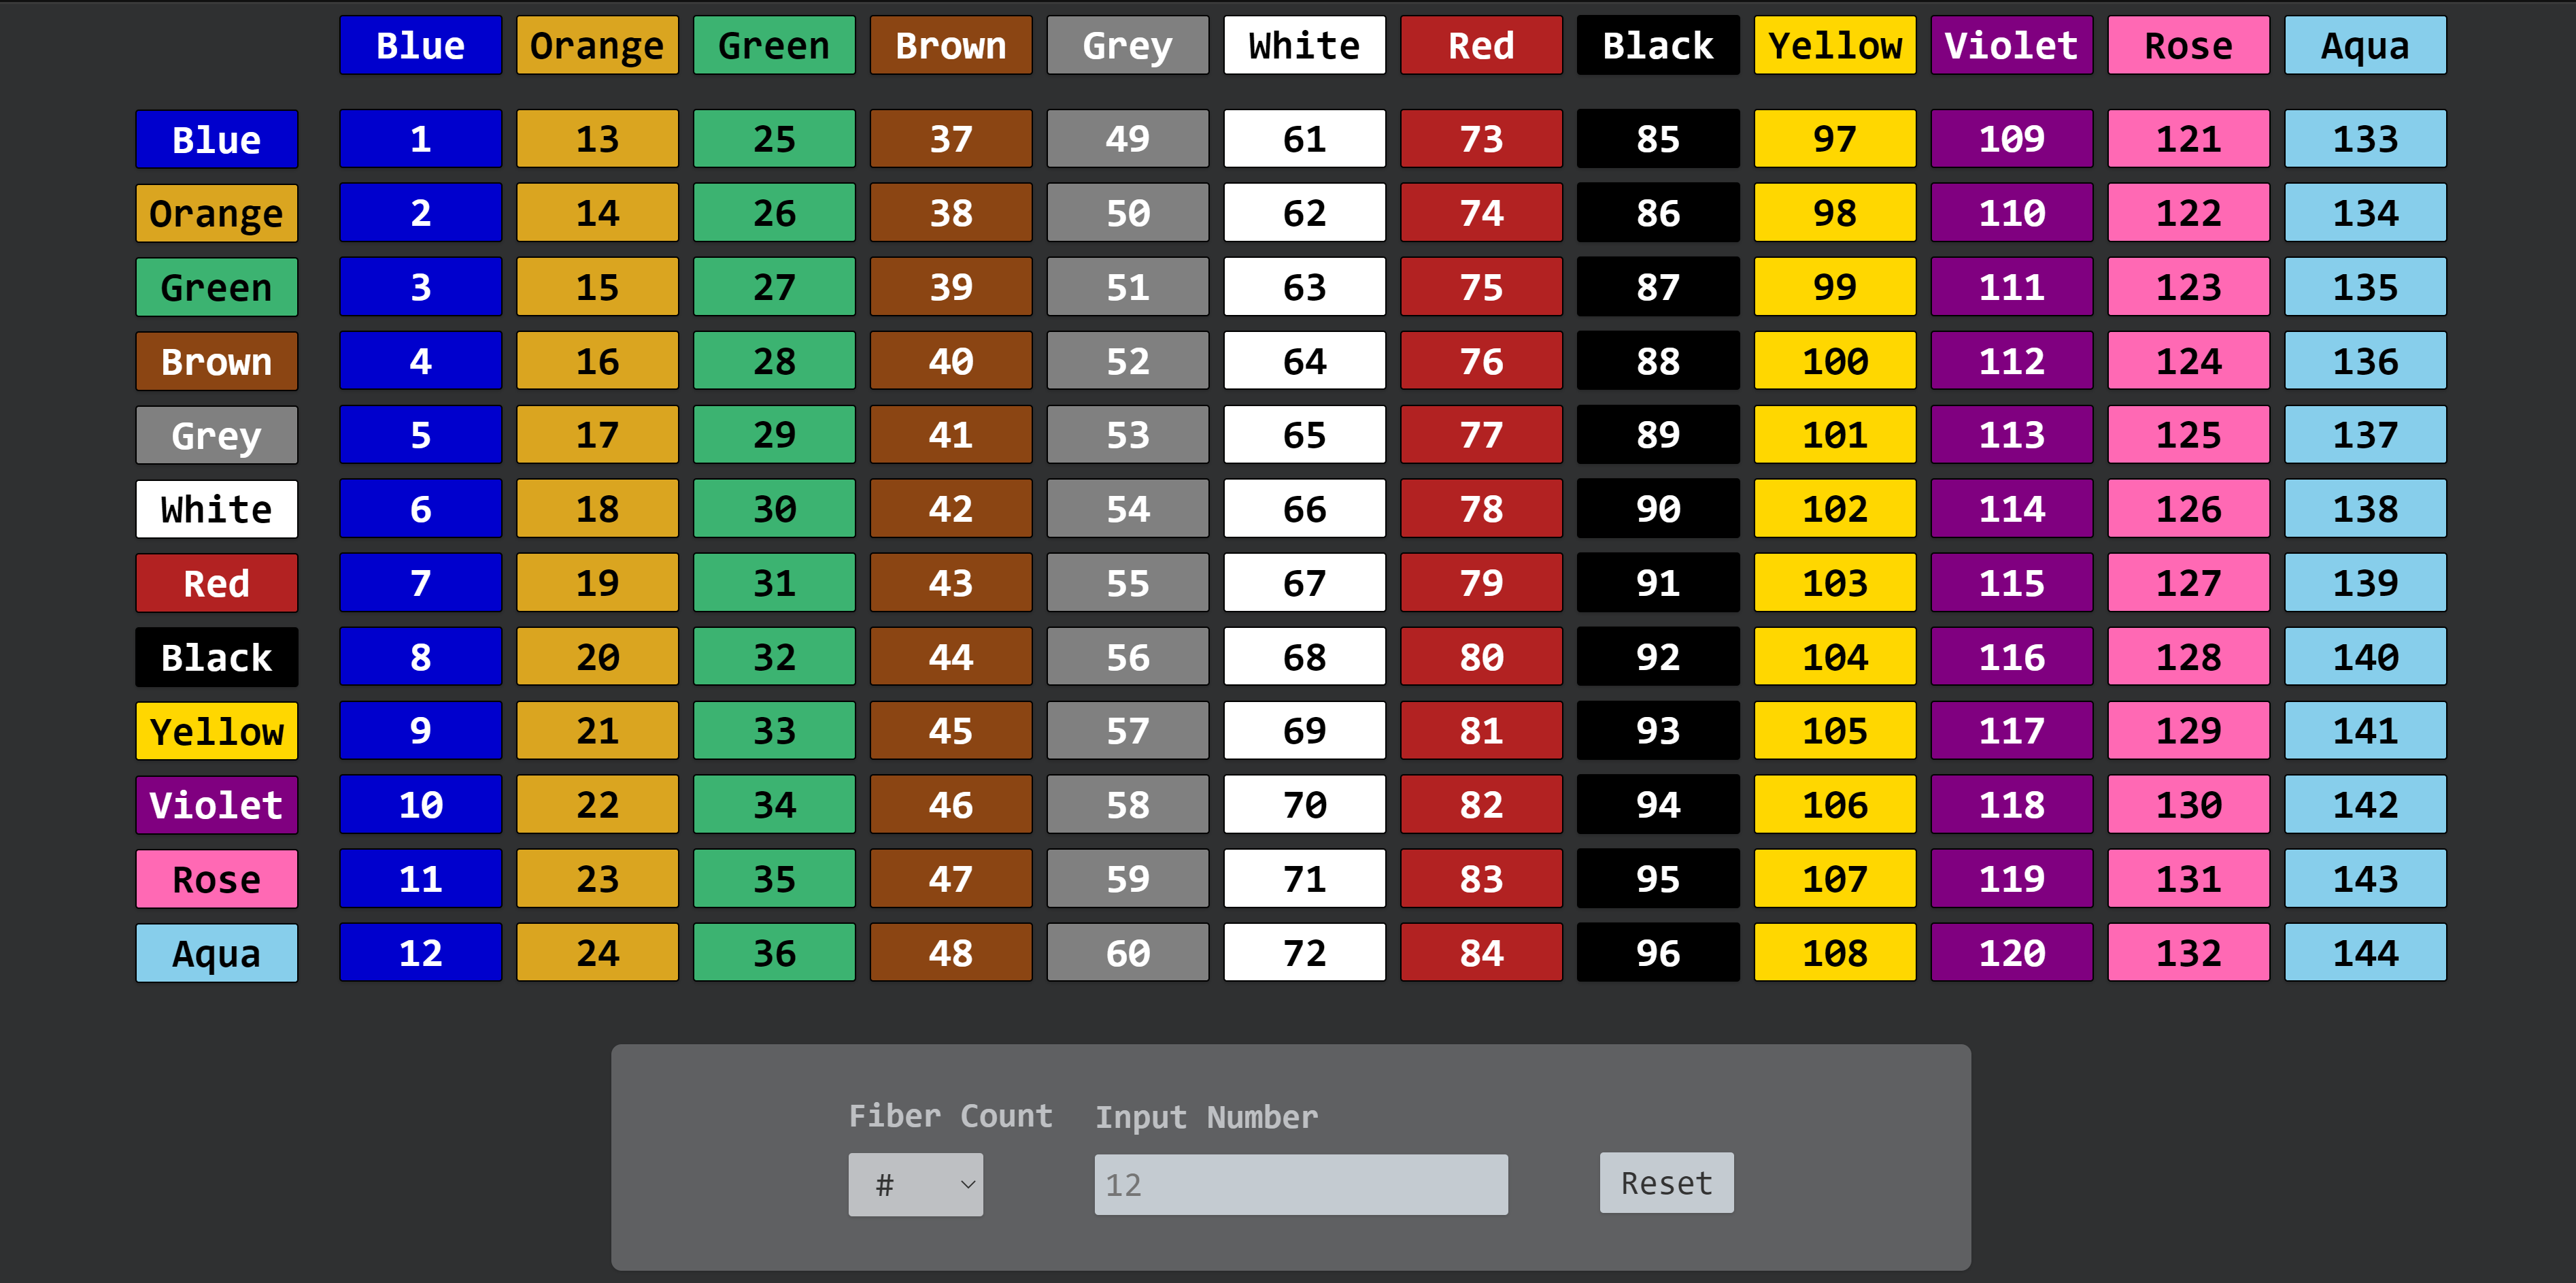 Blue Orange Green Brown Grey White Red Black Yellow Violet Rose Aqua
Blue 1 13 25 37 49 61 73 85 97 109 121 133
Orange 2 14 26 38 50 62 74 86 98 110 122 134
Green 3 15 27 39 51 63 75 87 99 111 123 135
Brown 4 16 28 40 52 64 76 88 100 112 124 136
Grey 5 17 29 41 53 65 77 89 101 113 125 137
White 6 18 30 42 54 66 78 90 102 114 126 138
Red 7 19 31 43 55 67 79 91 103 115 127 139
Black 8 20 32 44 56 68 80 92 104 116 128 140
Yellow 9 21 33 45 57 69 81 93 105 117 129 141
Violet 10 22 34 46 58 70 82 94 106 118 130 142
Rose 11 23 35 47 59 71 83 95 107 119 131 143
Aqua 12 24 36 48 60 72 84 96 108 120 132 144
Fiber Count Input Number
# 12 Reset